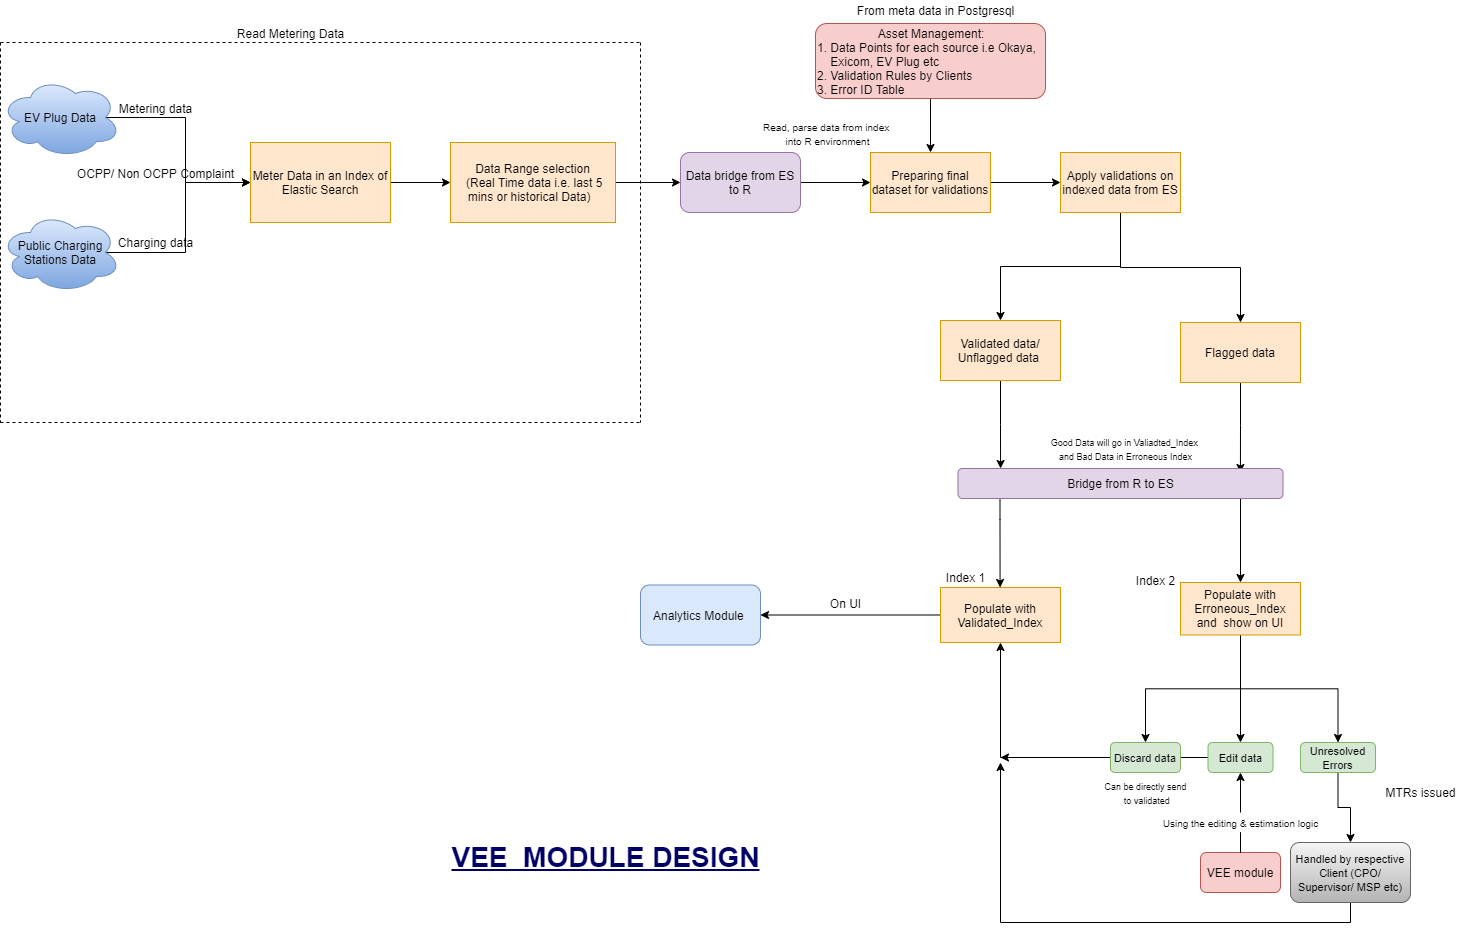 From meta data in Postgresql
Asset Management:
1. Data Points for each source i.e Okaya,
Exicom, EV Plug etc
2. Validation Rules by Clients
3. Error ID Table
Read Metering Data
EV Plug Data
Metering data
OCPP/ Non OCPP Complaint
Public Charging
Stations Data
Charging data
Meter Data in an Index of
Elastic Search
Data Range selection
(Real Time data i.e. last 5
mins or historical Data)
Data bridge from ES
to R
Read, parse data from index
into R environment
Preparing final
dataset for validations
Apply validations on
indexed data from ES
Validated data/
Unflagged data
Flagged data
Good Data will go in Valiadted_Index
and Bad Data in Erroneous Index
Bridge from R to ES
Index 1
Populate with
Validated_Index
On UI
Analytics Module
Index 2
Populate with
Erroneous_Index
and  show on UI
Discard data
Edit data
Unresolved
Errors
Can be directly send
to validated
MTRs issued
Using the editing & estimation logic
VEE module
Handled by respective
Client (CPO/
Supervisor/ MSP etc)
VEE  MODULE DESIGN